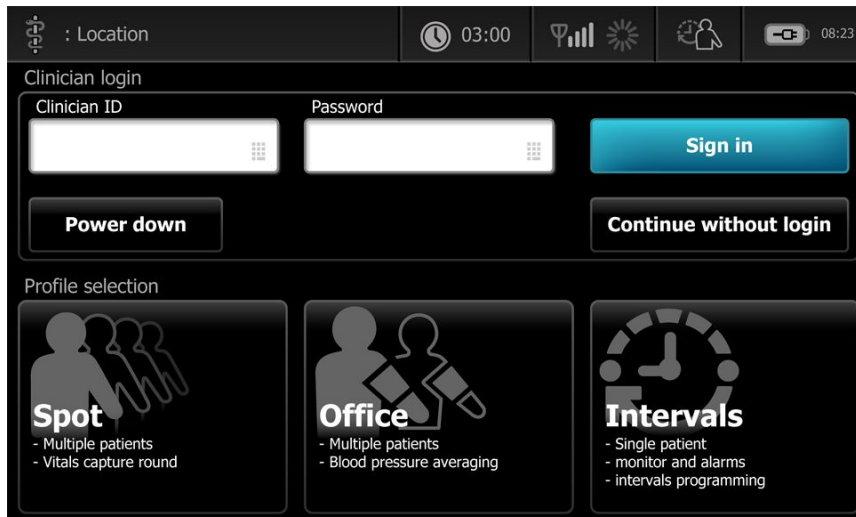 : Location
03:00
08:23
Clinician login
Clinician ID
Password
Sign in
Power down
Continue without login
Profile selection
Spot
- Multiple patients
- Vitals capture round
Office
- Multiple patients
- Blood pressure averaging
Intervals
- Single patient
- monitor and alarms
- intervals programming